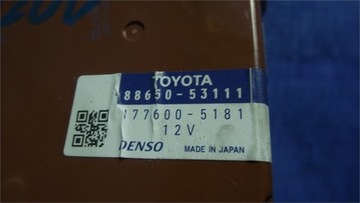 TOYOTA
88650-53111
177600-5181
12V
DENSO
MADE IN JAPAN